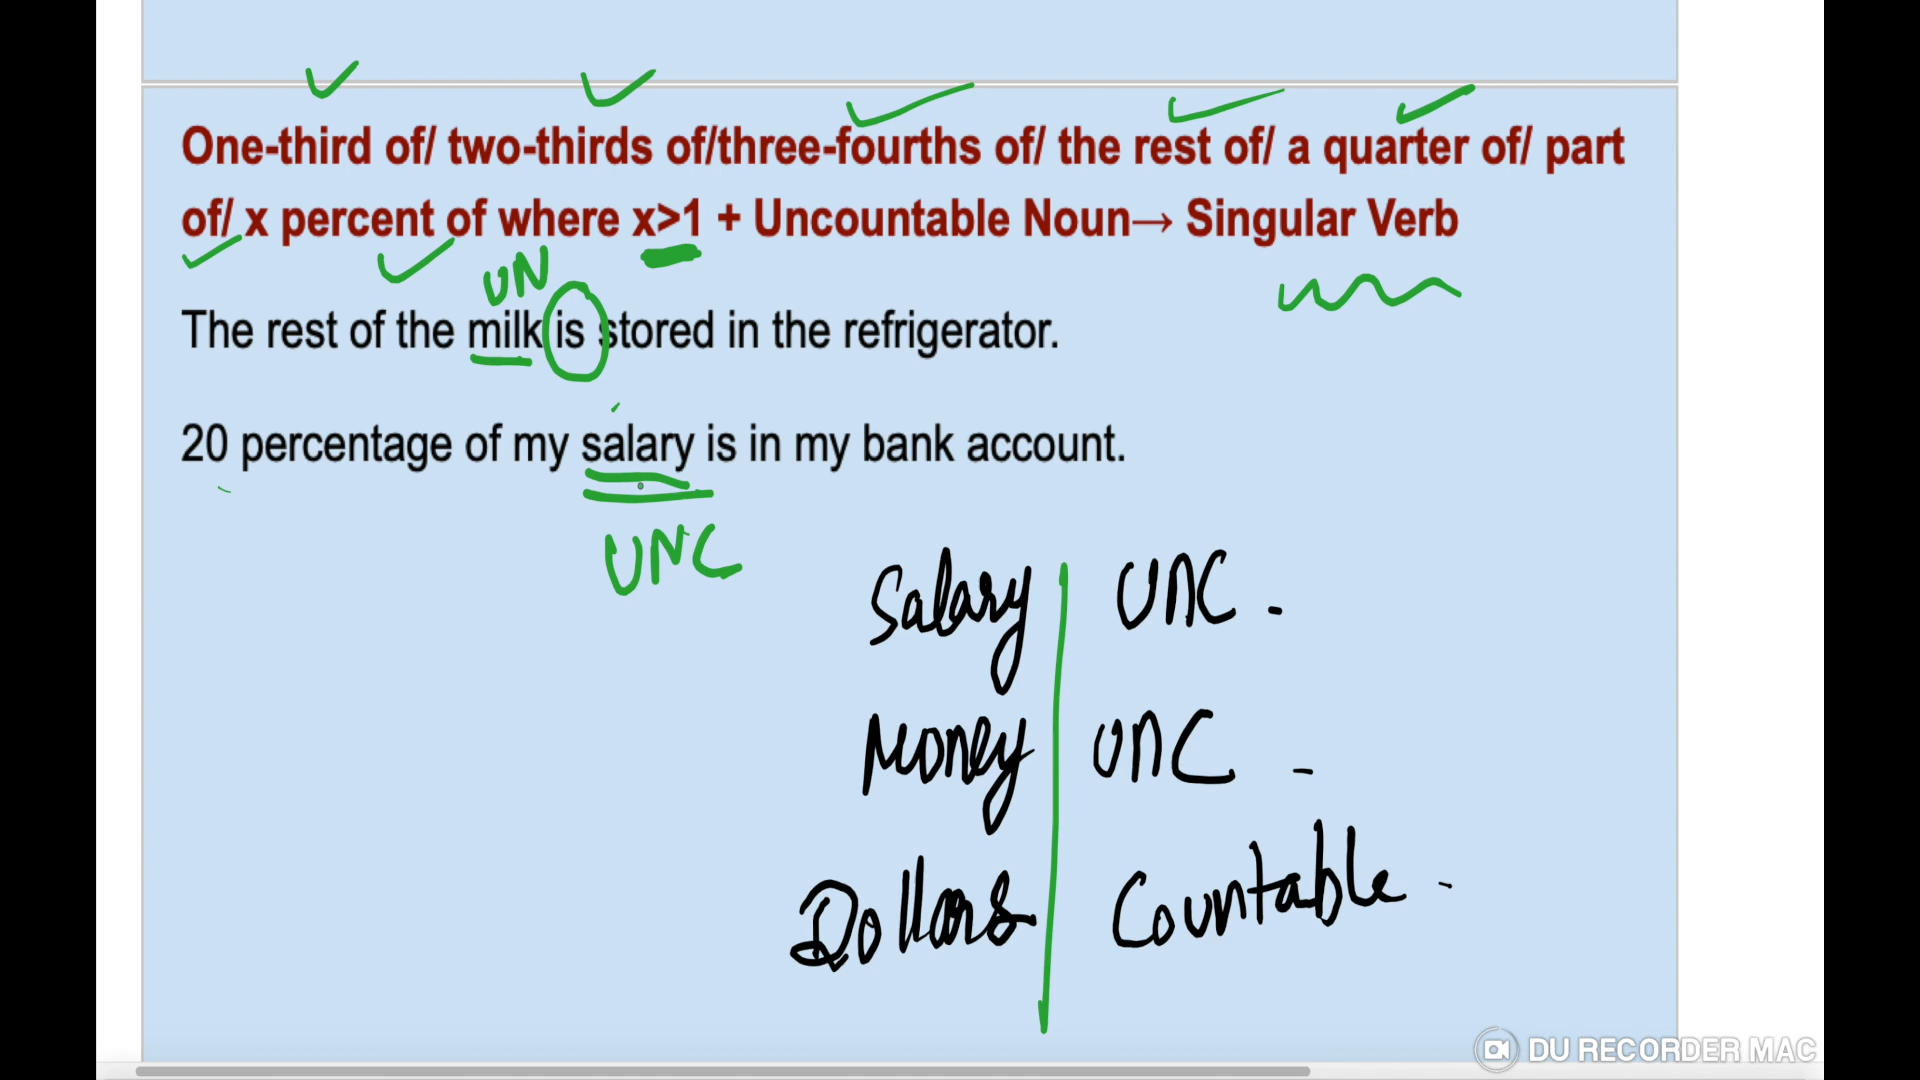 One-third of/ two-thirds of/three-fourths of/ the rest of/ a quarter of/ part
of/ x percent of where x>1 + Uncountable Noun→ Singular Verb
UN
The rest of the milk is stored in the refrigerator.
20 percentage of my salary is in my bank account.
UNC
Salary UNC.
Money UNC -
Dollars Countable -
DU RECORDER MAC